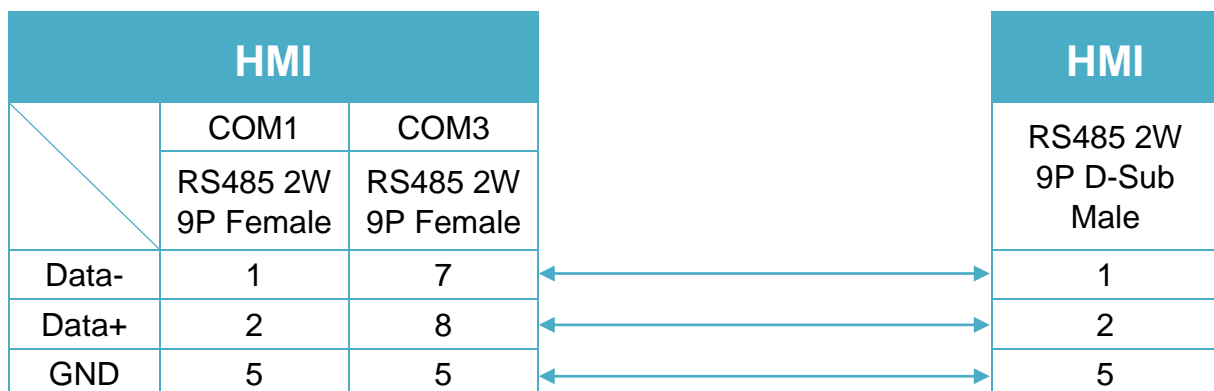 HMI HMI
COM1 COM3
RS485 2W RS485 2W RS485 2W
9P Female 9P Female 9P D-Sub
Male
Data- 1 7 1
Data+ 2 8 2
GND 5 5 5